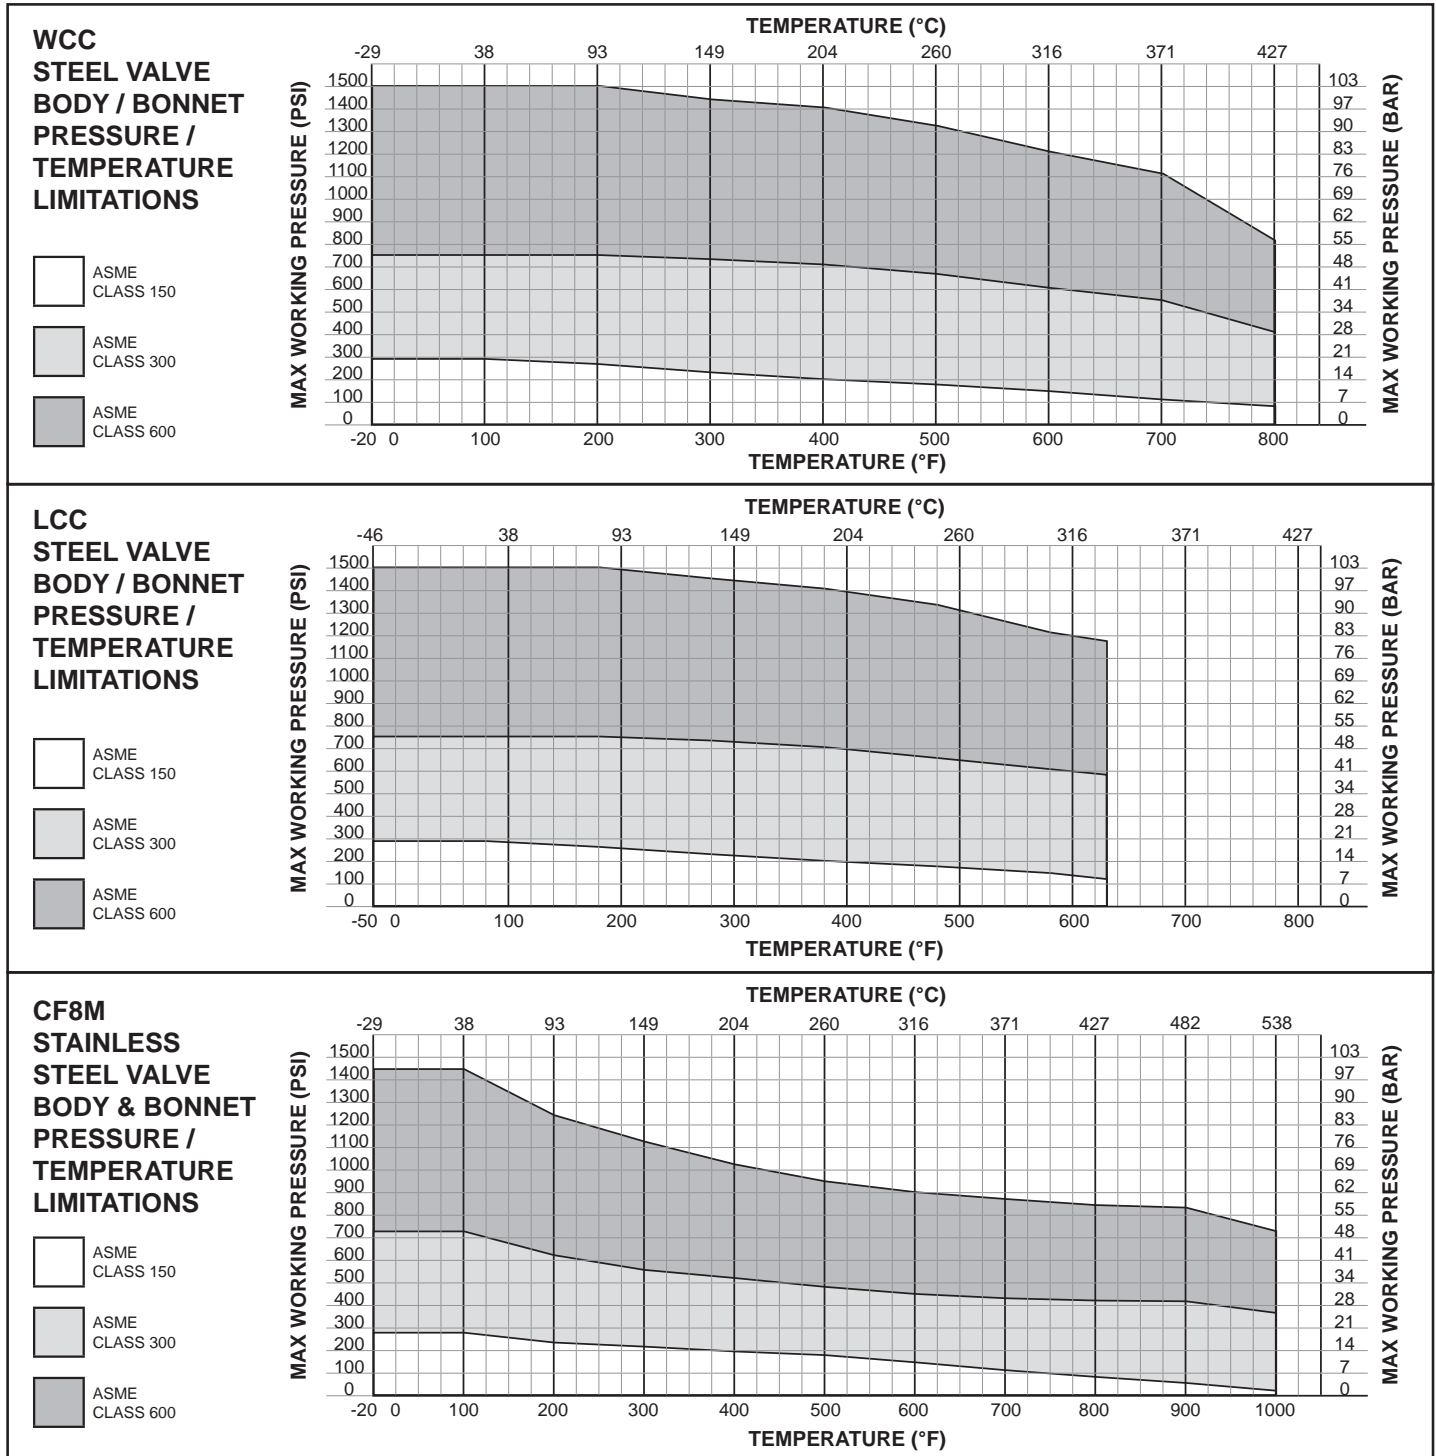 WCC
STEEL VALVE
BODY / BONNET
PRESSURE /
TEMPERATURE
LIMITATIONS
ASME
CLASS 150
ASME
CLASS 300
ASME
CLASS 600
TEMPERATURE (°C)
-29 38 93 149 204 260 316 371 427
MAX WORKING PRESSURE (PSI)
1500
1400
1300
1200
1100
1000
900
800
700
600
500
400
300
200
100
0
103
97
90
83
76
69
62
55
48
41
34
28
21
14
7
0
MAX WORKING PRESSURE (BAR)
-20 0 100 200 300 400 500 600 700 800
TEMPERATURE (°F)
LCC
STEEL VALVE
BODY / BONNET
PRESSURE /
TEMPERATURE
LIMITATIONS
ASME
CLASS 150
ASME
CLASS 300
ASME
CLASS 600
TEMPERATURE (°C)
-46 38 93 149 204 260 316 371 427
MAX WORKING PRESSURE (PSI)
1500
1400
1300
1200
1100
1000
900
800
700
600
500
400
300
200
100
0
103
97
90
83
76
69
62
55
48
41
34
28
21
14
7
0
MAX WORKING PRESSURE (BAR)
-50 0 100 200 300 400 500 600 700 800
TEMPERATURE (°F)
CF8M
STAINLESS
STEEL VALVE
BODY & BONNET
PRESSURE /
TEMPERATURE
LIMITATIONS
ASME
CLASS 150
ASME
CLASS 300
ASME
CLASS 600
TEMPERATURE (°C)
-29 38 93 149 204 260 316 371 427 482 538
MAX WORKING PRESSURE (PSI)
1500
1400
1300
1200
1100
1000
900
800
700
600
500
400
300
200
100
0
103
97
90
83
76
69
62
55
48
41
34
28
21
14
7
0
MAX WORKING PRESSURE (BAR)
-20 0 100 200 300 400 500 600 700 800 900 1000
TEMPERATURE (°F)